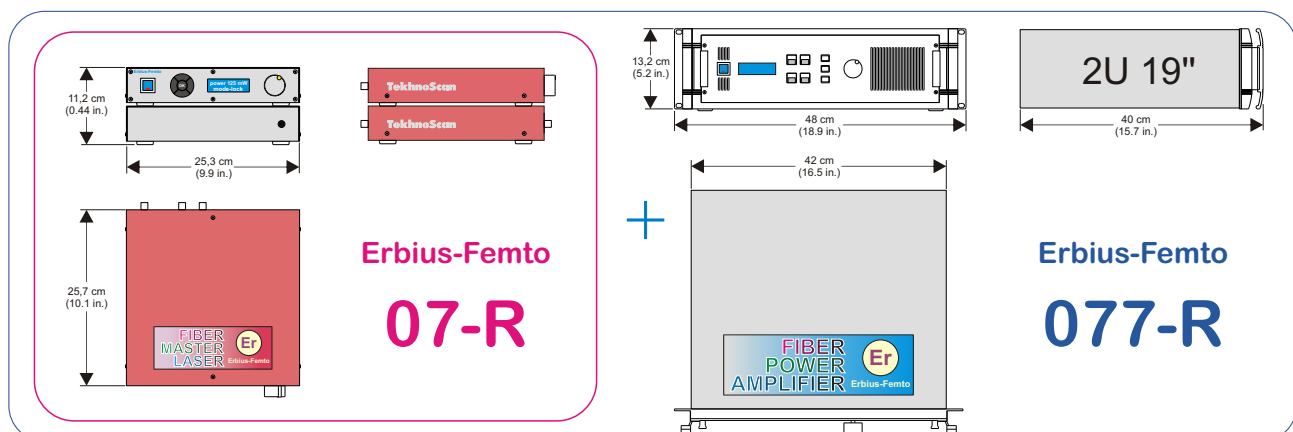 Erbius-Femto
power 125 mW
mode-lock
11,2 cm
(0.44 in.)
25,3 cm
(9.9 in.)
TekhnoScan
TekhnoScan
25,7 cm
(10.1 in.)
FIBER
MASTER
LASER
Er
Erbius-Femto
Erbius-Femto
07-R
13,2 cm
(5.2 in.)
48 cm
(18.9 in.)
2U 19"
40 cm
(15.7 in.)
42 cm
(16.5 in.)
+
FIBER
POWER
AMPLIFIER
Er
Erbius-Femto
Erbius-Femto
077-R